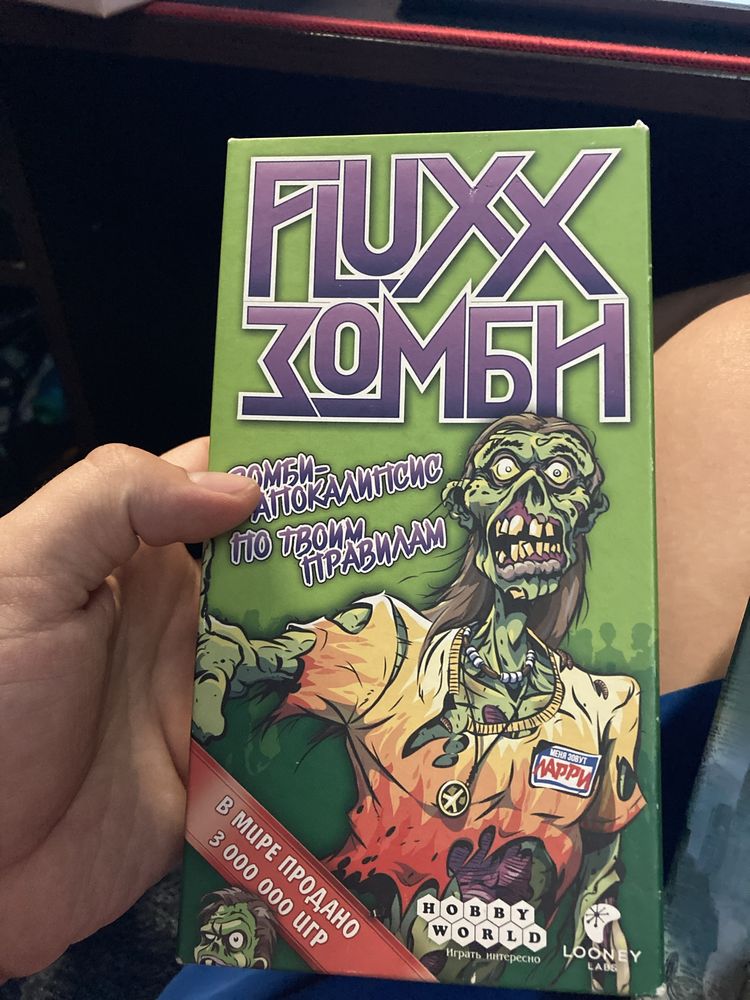 FLUXX
ЗОМБИ
ЗОМБИ-
АПОКАЛИПСИС
ПО ТВОИМ
ПРАВИЛАМ
МЕНЯ ЗОВУТ
ЛАРРИ
В МИРЕ ПРОДАНО
3 000 000 ИГР
HOBBY
WORLD
Играть интересно
LOONEY
LABS